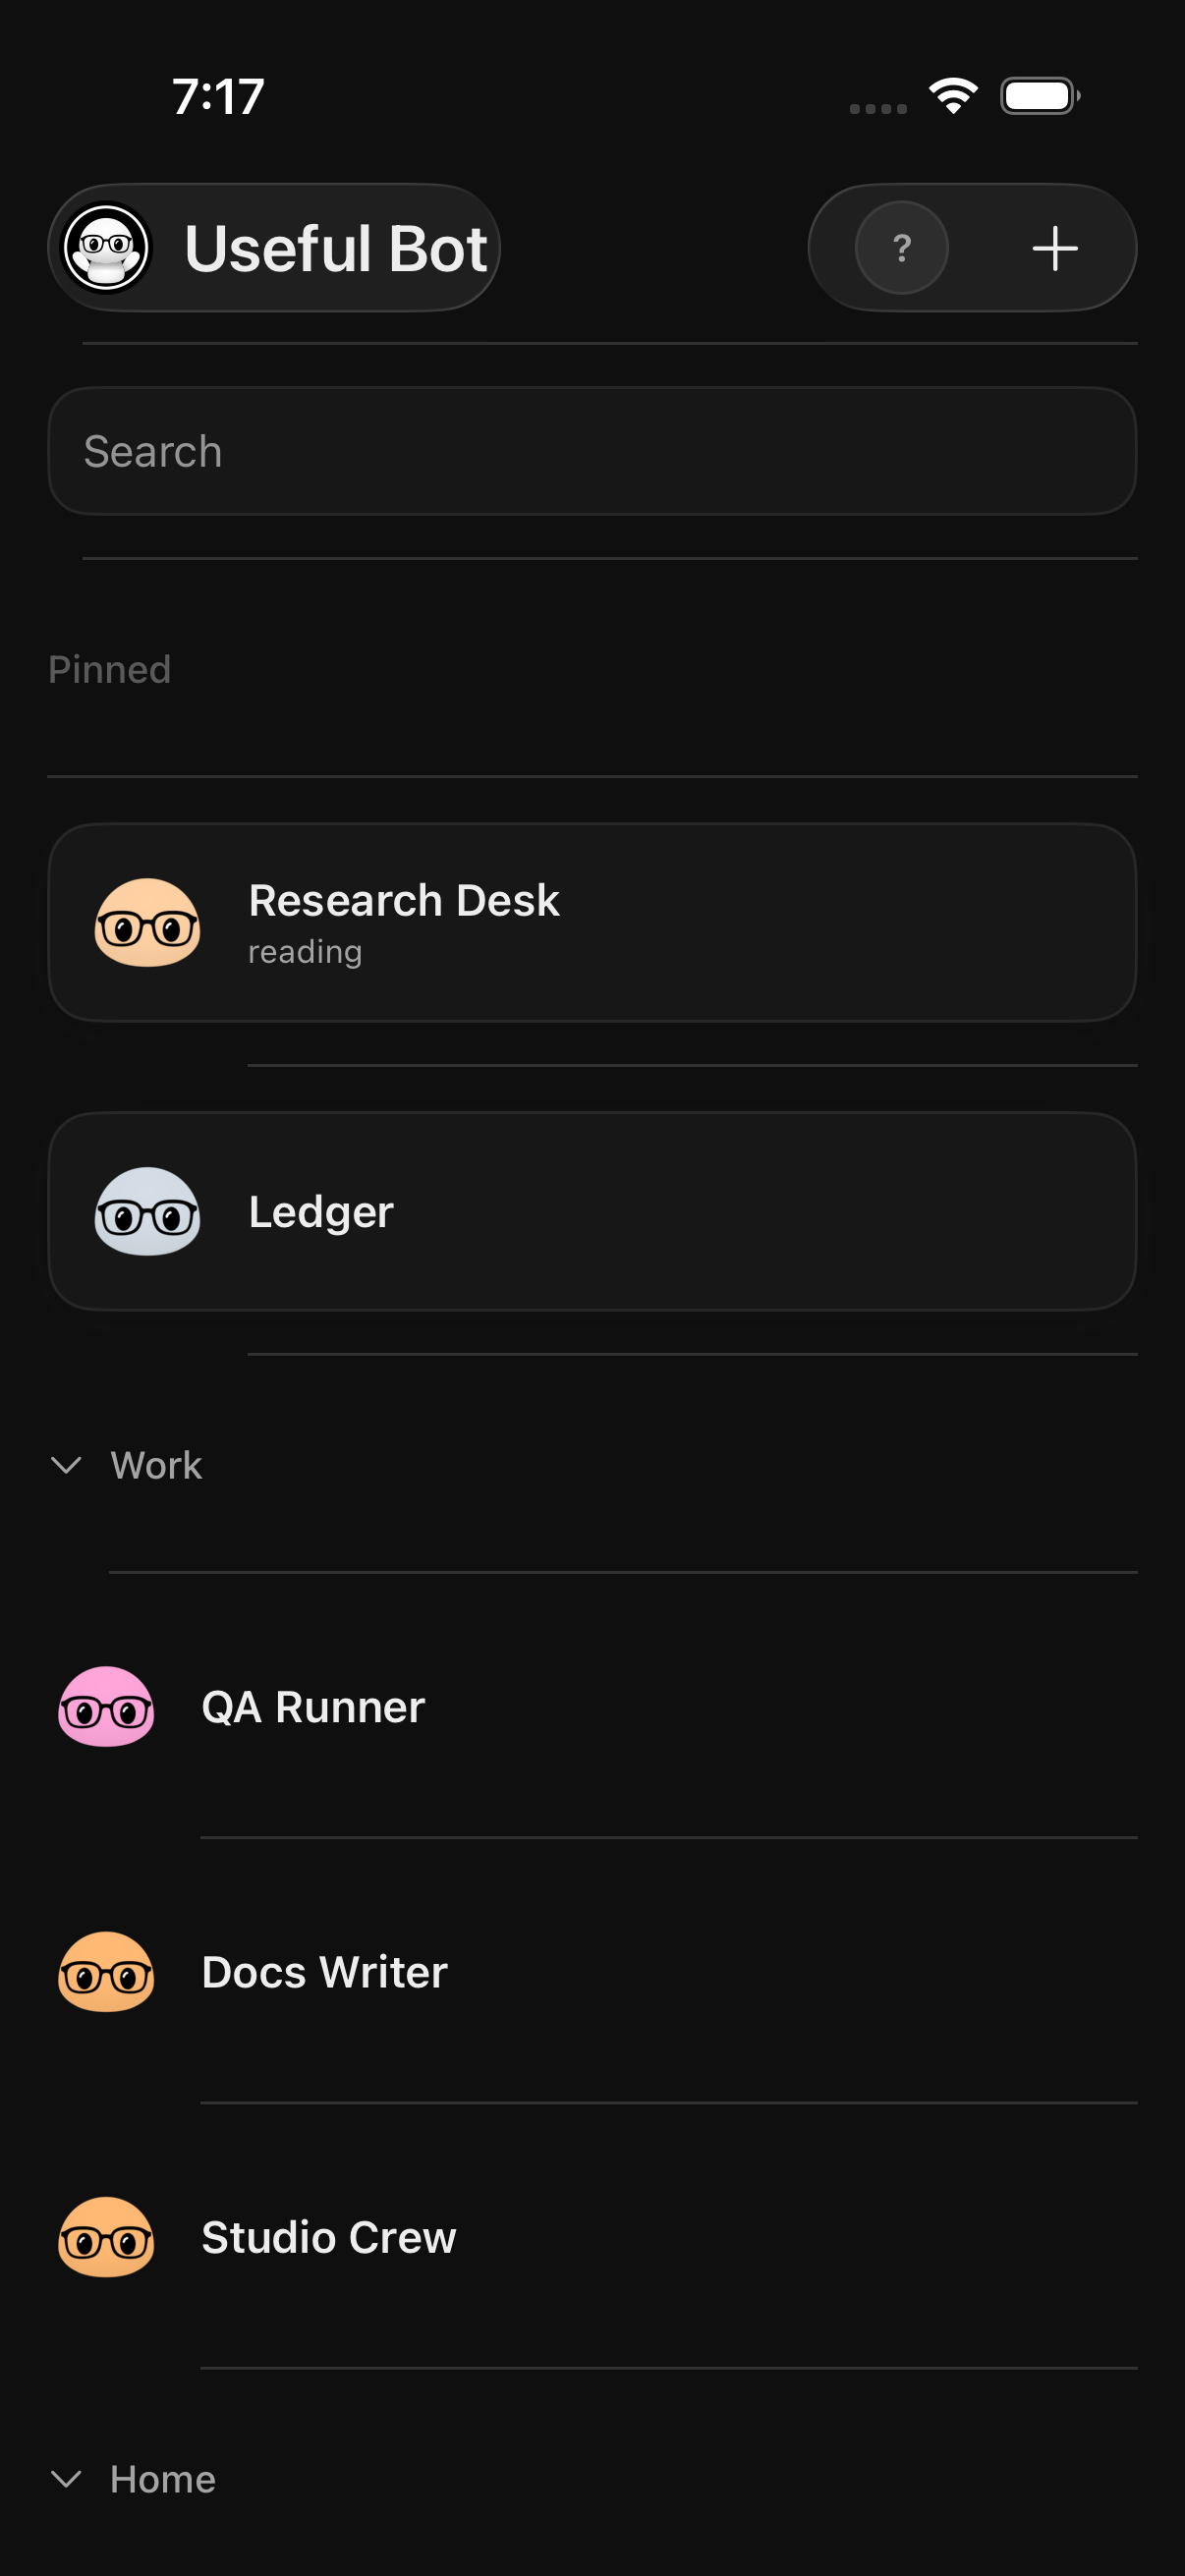 7:17
Useful Bot
?
Search
Pinned
Research Desk
reading
Ledger
Work
QA Runner
Docs Writer
Studio Crew
Home